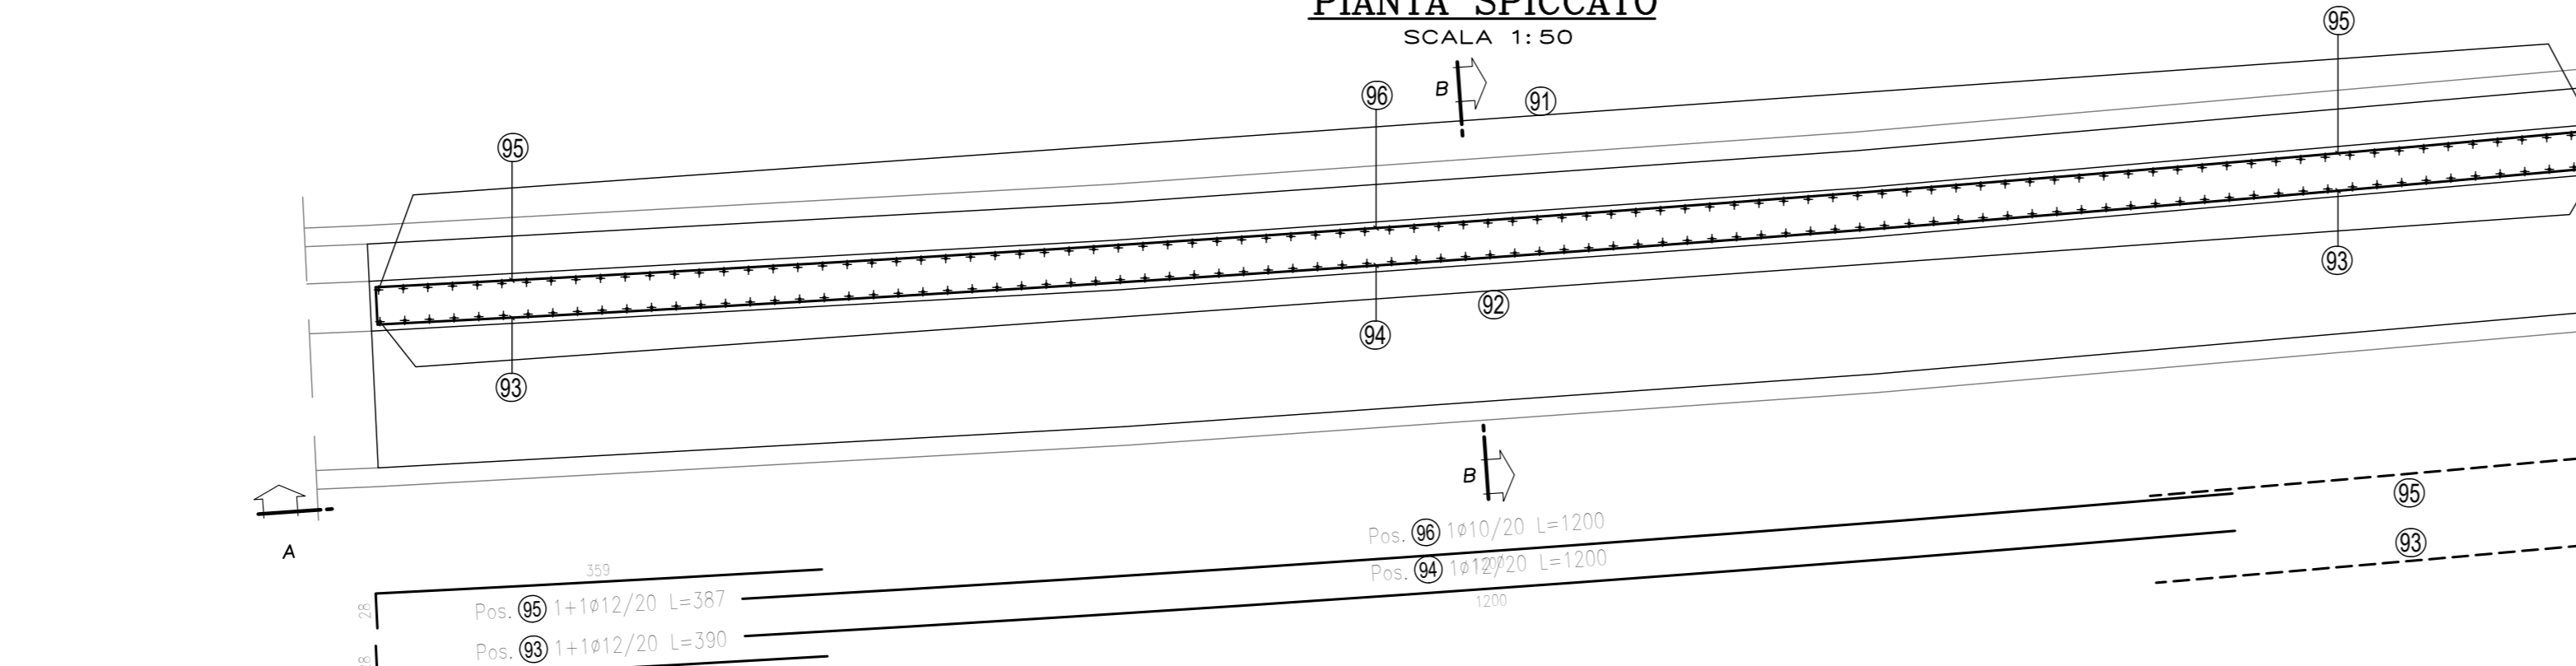 PIANTA SPICCATO
SCALA 1:50
95
96
B
91
95
93
94
92
93
B
A
95
93
Pos. 96 1ø10/20 L=1200
Pos. 94 1ø12/20 L=1200
1200
359
28
Pos. 95 1+1ø12/20 L=387
Pos. 93 1+1ø12/20 L=390